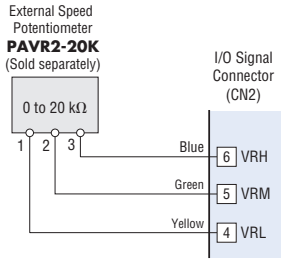 External Speed
Potentiometer
PAVR2-20K
(Sold separately)
I/O Signal
Connector
(CN2)
0 to 20 kΩ
1 2 3
Blue
6 VRH
Green
5 VRM
Yellow
4 VRL